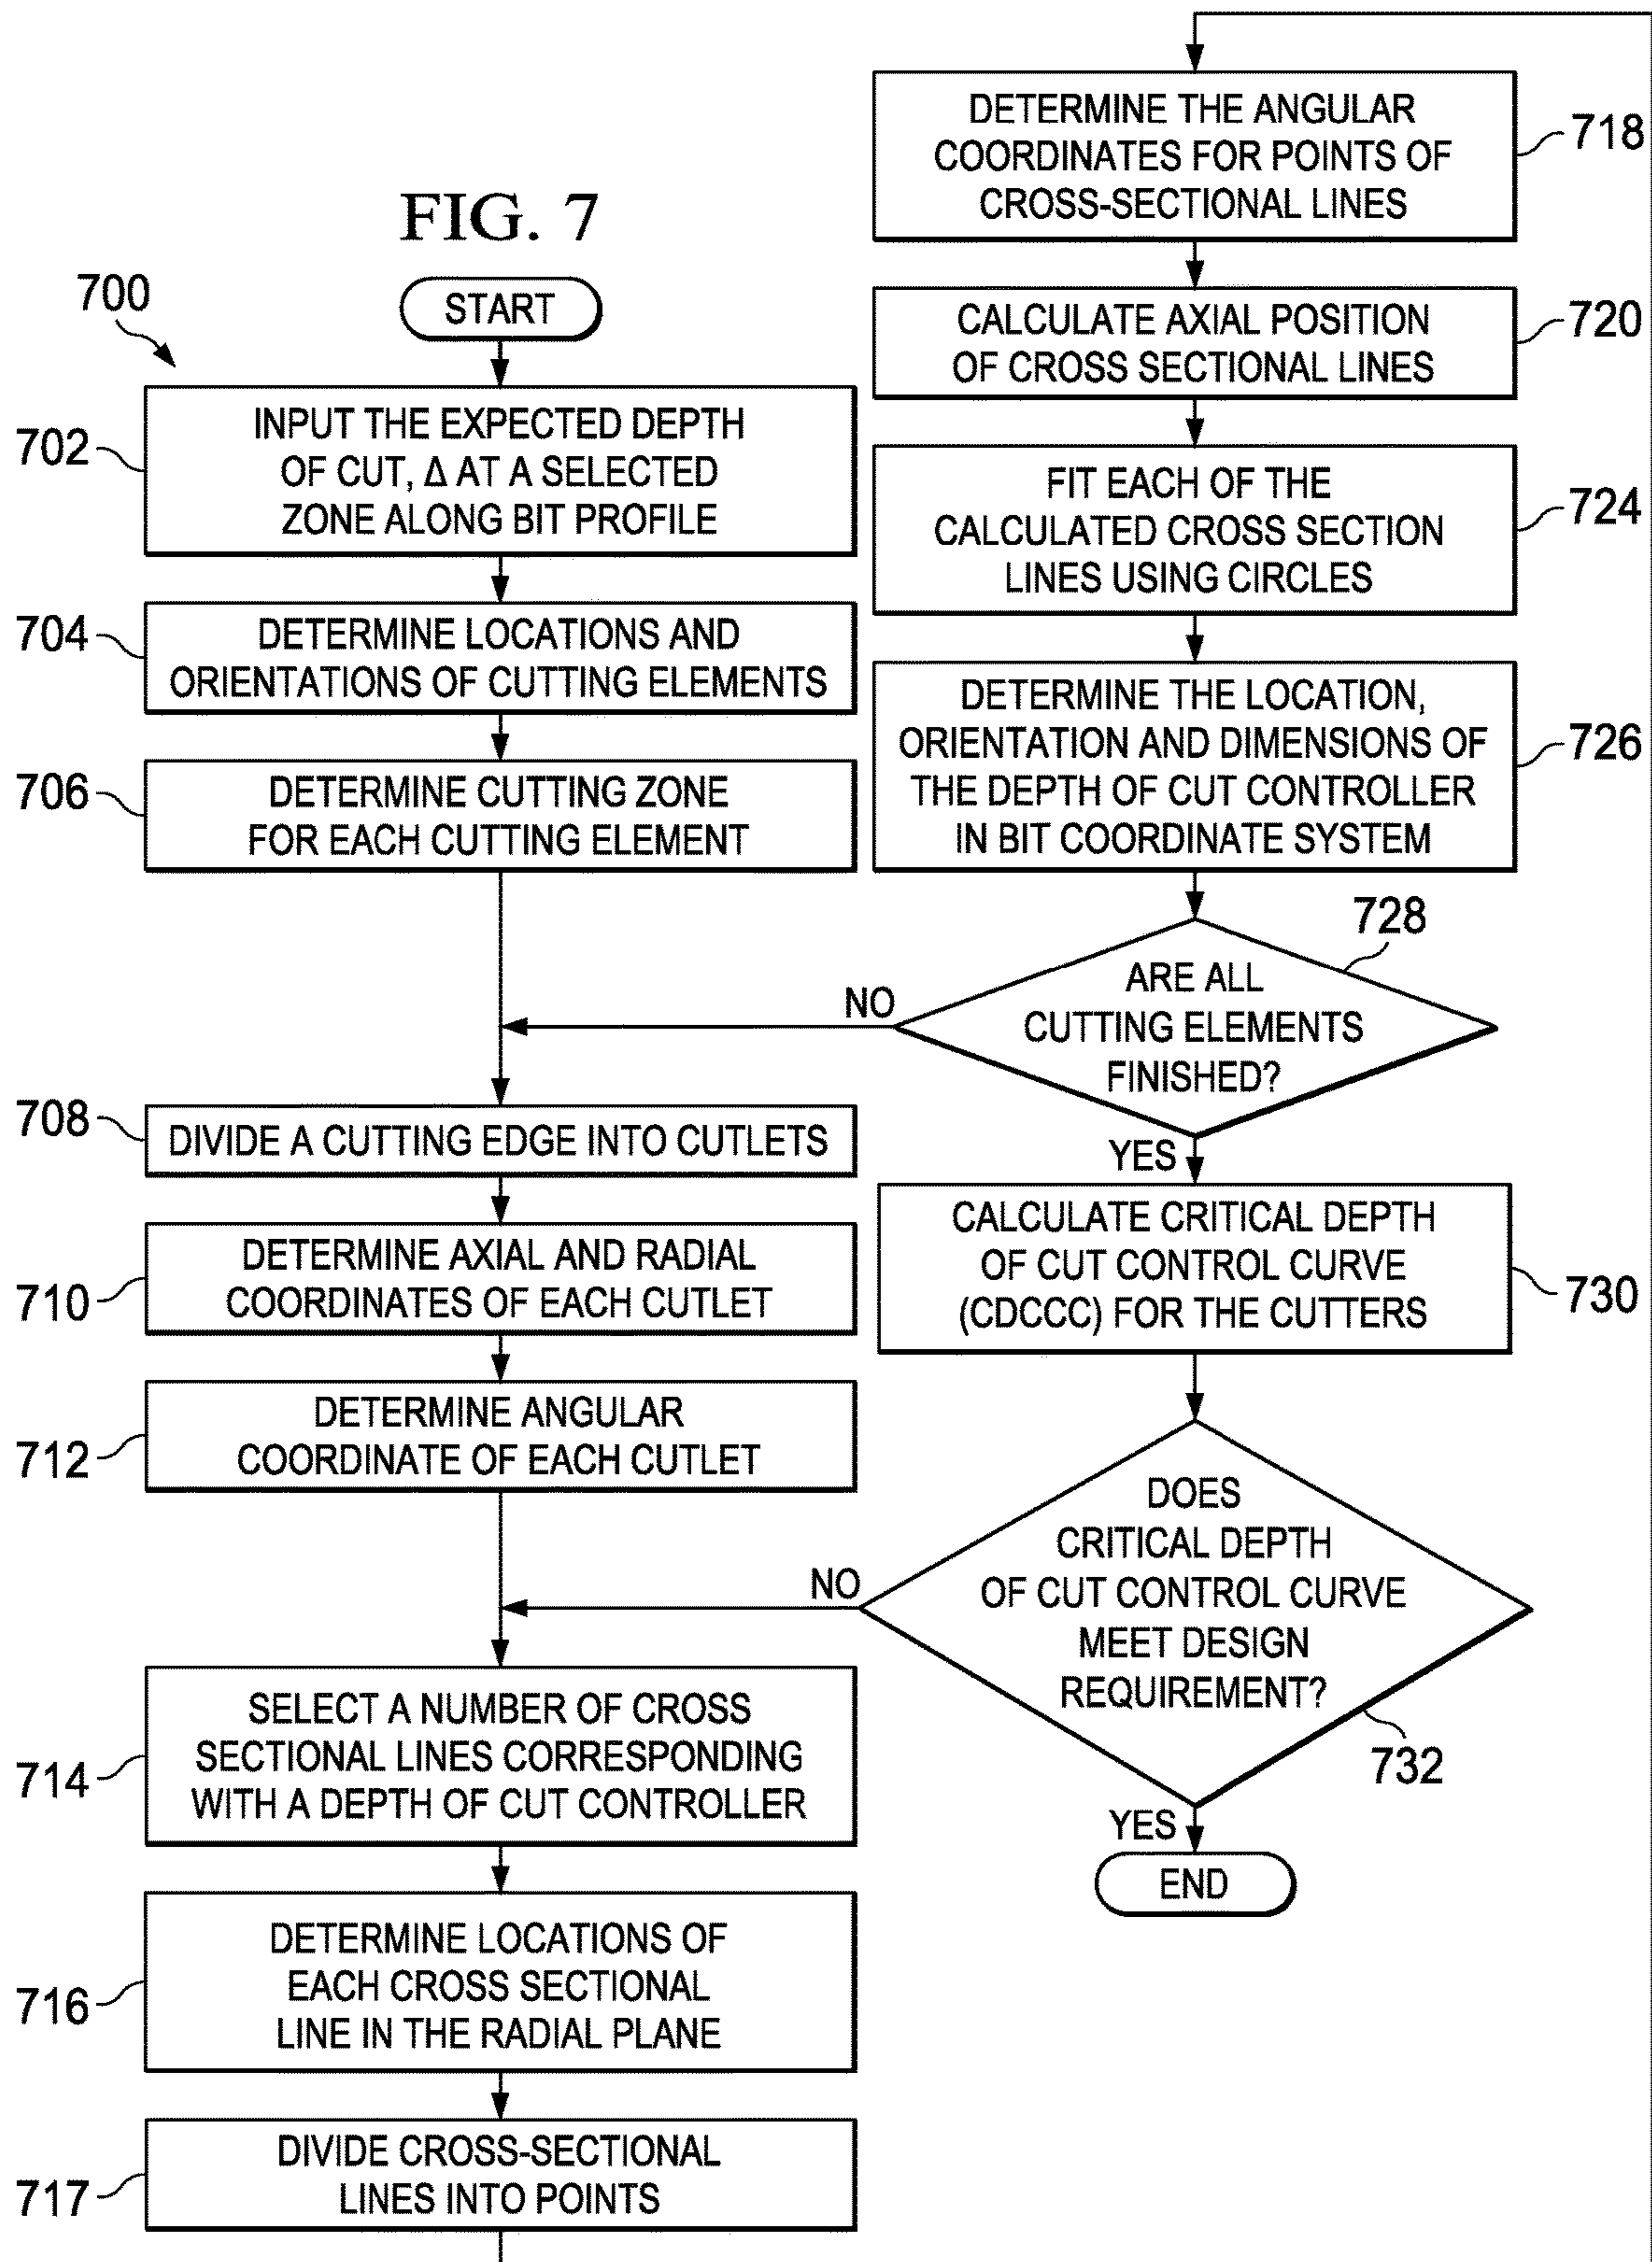 FIG. 7
700
START
702
INPUT THE EXPECTED DEPTH
OF CUT, Δ AT A SELECTED
ZONE ALONG BIT PROFILE
704
DETERMINE LOCATIONS AND
ORIENTATIONS OF CUTTING ELEMENTS
706
DETERMINE CUTTING ZONE
FOR EACH CUTTING ELEMENT
708
DIVIDE A CUTTING EDGE INTO CUTLETS
710
DETERMINE AXIAL AND RADIAL
COORDINATES OF EACH CUTLET
712
DETERMINE ANGULAR
COORDINATE OF EACH CUTLET
714
SELECT A NUMBER OF CROSS
SECTIONAL LINES CORRESPONDING
WITH A DEPTH OF CUT CONTROLLER
716
DETERMINE LOCATIONS OF
EACH CROSS SECTIONAL
LINE IN THE RADIAL PLANE
717
DIVIDE CROSS-SECTIONAL
LINES INTO POINTS
DETERMINE THE ANGULAR
COORDINATES FOR POINTS OF
CROSS-SECTIONAL LINES
718
CALCULATE AXIAL POSITION
OF CROSS SECTIONAL LINES
720
FIT EACH OF THE
CALCULATED CROSS SECTION
LINES USING CIRCLES
724
DETERMINE THE LOCATION,
ORIENTATION AND DIMENSIONS OF
THE DEPTH OF CUT CONTROLLER
IN BIT COORDINATE SYSTEM
726
728
ARE ALL
CUTTING ELEMENTS
FINISHED?
NO
YES
CALCULATE CRITICAL DEPTH
OF CUT CONTROL CURVE
(CDCCC) FOR THE CUTTERS
730
DOES
CRITICAL DEPTH
OF CUT CONTROL CURVE
MEET DESIGN
REQUIREMENT?
NO
732
YES
END